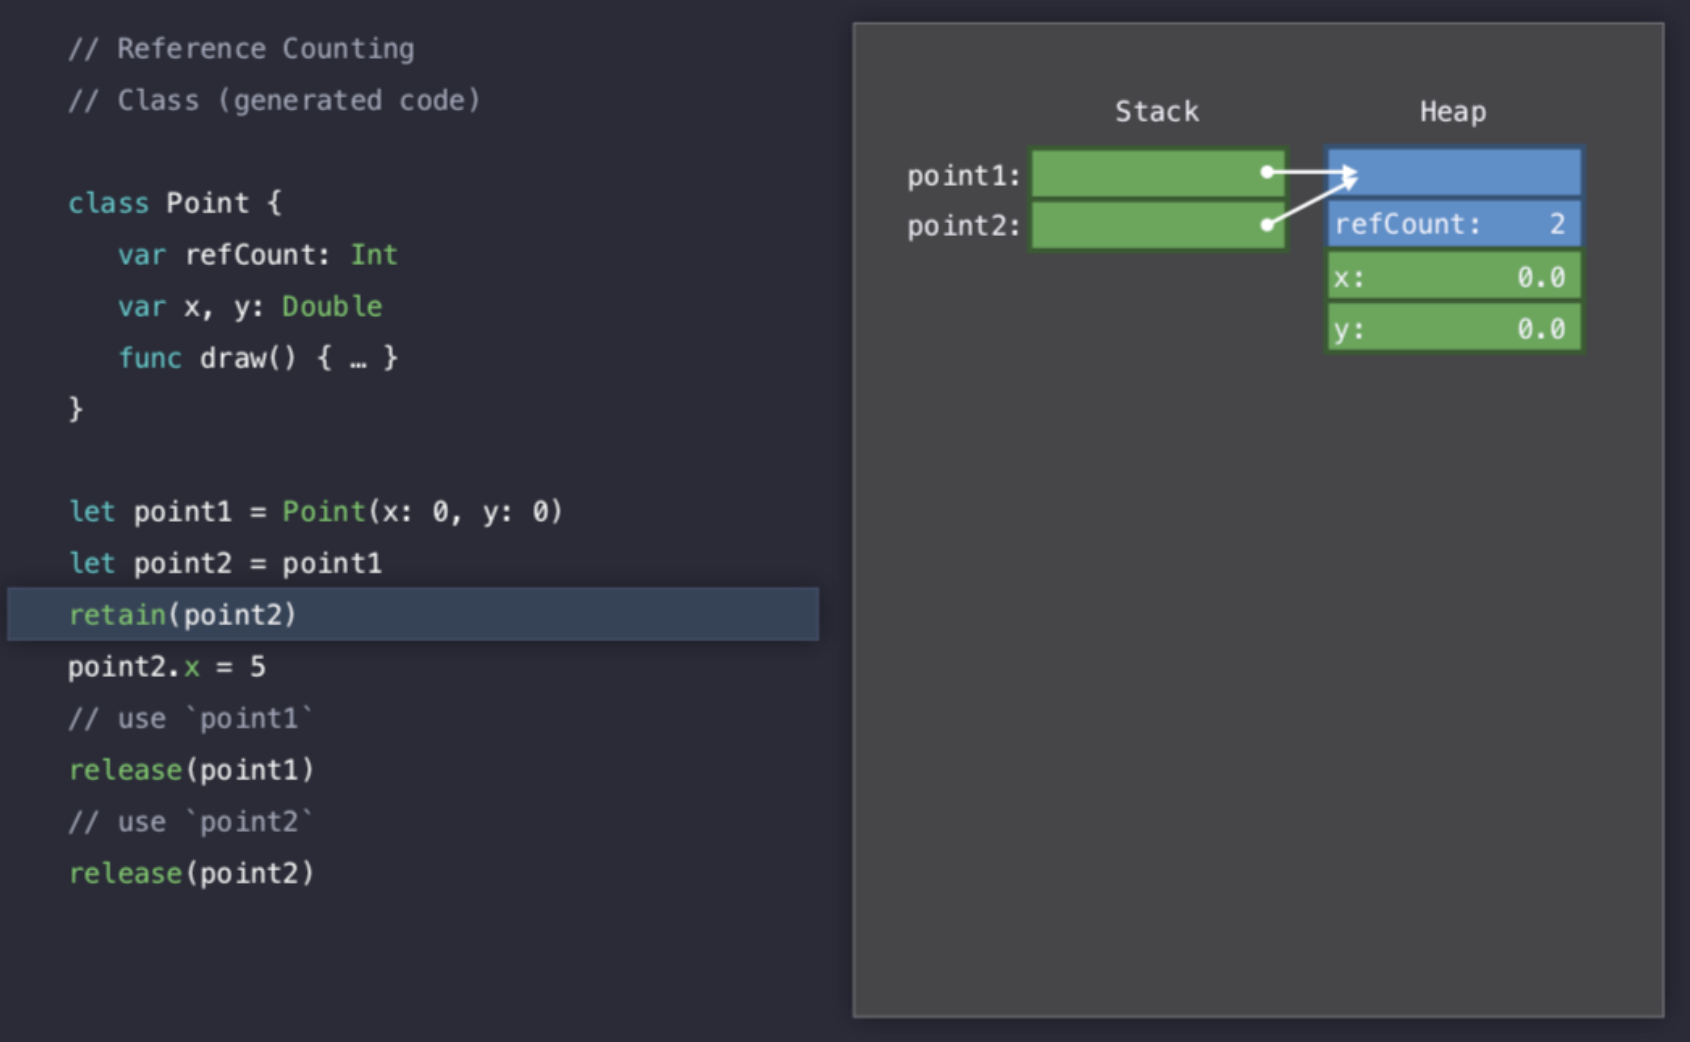 // Reference Counting
// Class (generated code)
class Point {
var refCount: Int
var x, y: Double
func draw() { … }
}
let point1 = Point(x: 0, y: 0)
let point2 = point1
retain(point2)
point2.x = 5
// use `point1`
release(point1)
// use `point2`
release(point2)
Stack Heap
point1:
point2:
refCount: 2
x: 0.0
y: 0.0